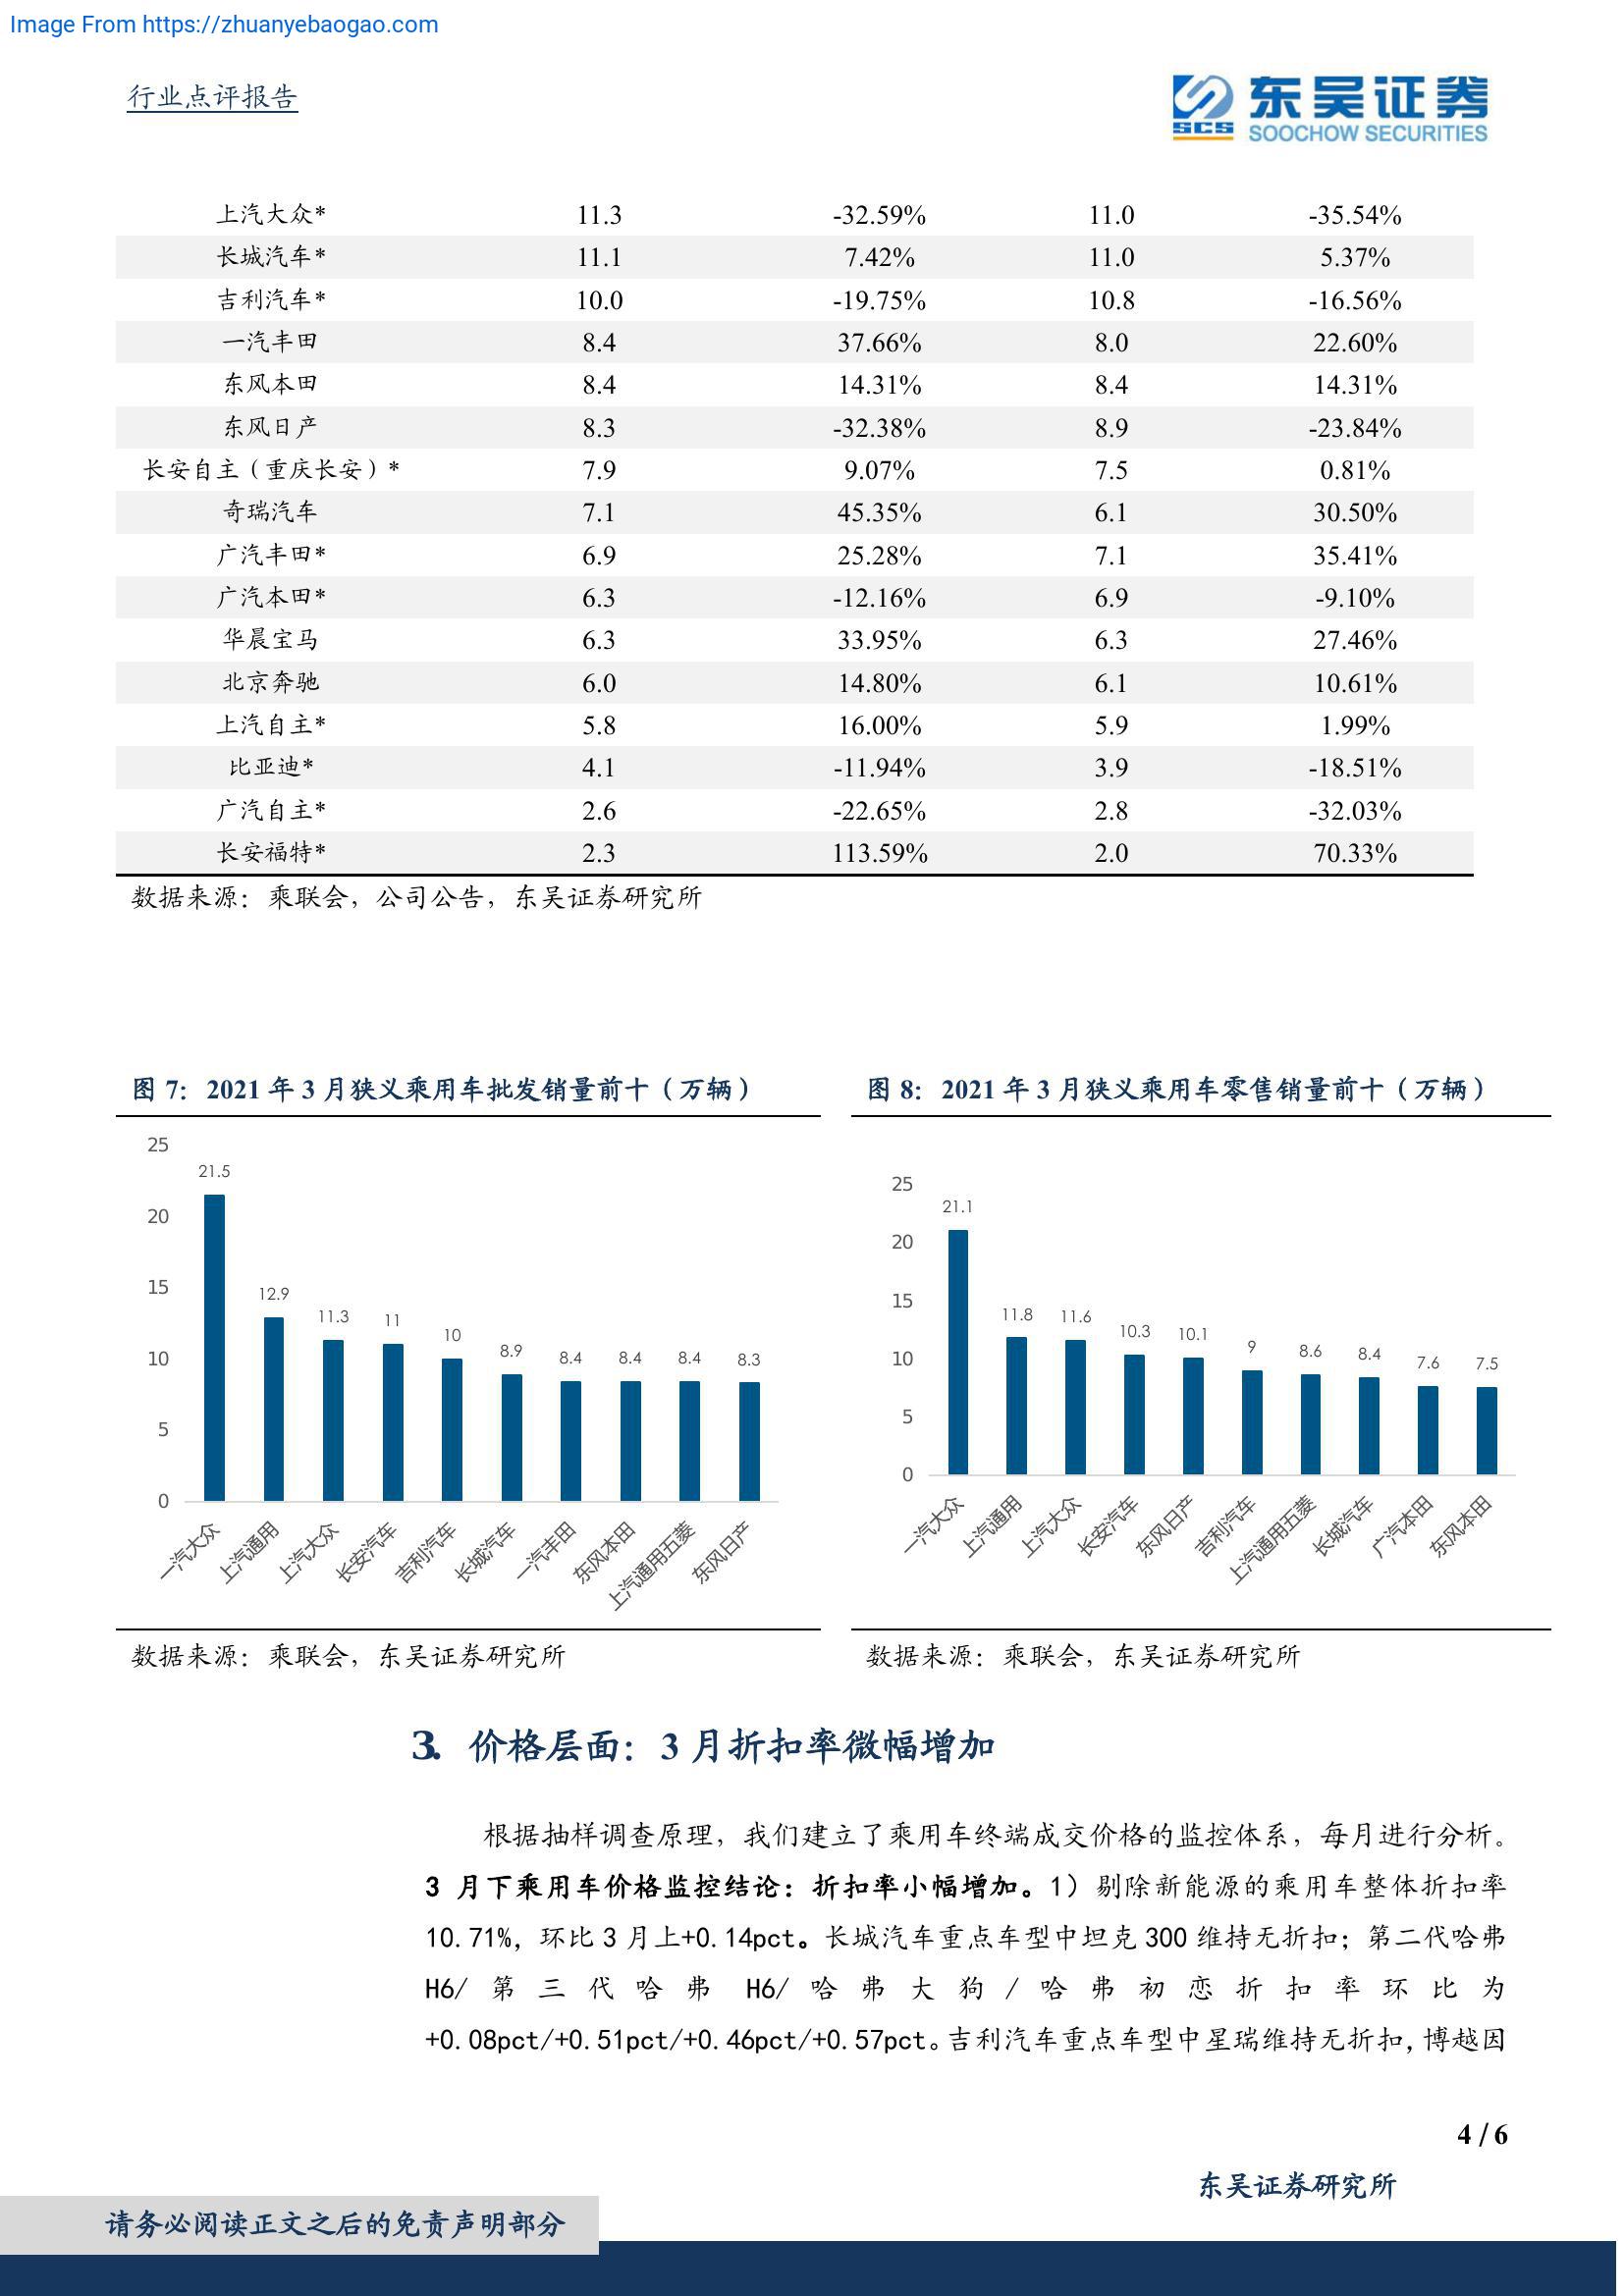 Image From https://zhuanyebaogao.com
行业点评报告
东吴证券
SCS
SOOCHOW SECURITIES
上汽大众* 11.3 -32.59% 11.0 -35.54%
长城汽车* 11.1 7.42% 11.0 5.37%
吉利汽车* 10.0 -19.75% 10.8 -16.56%
一汽丰田 8.4 37.66% 8.0 22.60%
东风本田 8.4 14.31% 8.4 14.31%
东风日产 8.3 -32.38% 8.9 -23.84%
长安自主（重庆长安）* 7.9 9.07% 7.5 0.81%
奇瑞汽车 7.1 45.35% 6.1 30.50%
广汽丰田* 6.9 25.28% 7.1 35.41%
广汽本田* 6.3 -12.16% 6.9 -9.10%
华晨宝马 6.3 33.95% 6.3 27.46%
北京奔驰 6.0 14.80% 6.1 10.61%
上汽自主* 5.8 16.00% 5.9 1.99%
比亚迪* 4.1 -11.94% 3.9 -18.51%
广汽自主* 2.6 -22.65% 2.8 -32.03%
长安福特* 2.3 113.59% 2.0 70.33%
数据来源：乘联会，公司公告，东吴证券研究所
图 7：2021 年 3 月狭义乘用车批发销量前十（万辆）
25
20
15
10
5
0
21.5 12.9 11.3 11 10 8.9 8.4 8.4 8.4 8.3
一汽大众 上汽通用 上汽大众 长安汽车 吉利汽车 长城汽车 一汽丰田 东风本田 上汽通用五菱 东风日产
数据来源：乘联会，东吴证券研究所
图 8：2021 年 3 月狭义乘用车零售销量前十（万辆）
25
20
15
10
5
0
21.1 11.8 11.6 10.3 10.1 9 8.6 8.4 7.6 7.5
一汽大众 上汽通用 上汽大众 长安汽车 东风日产 吉利汽车 上汽通用五菱 长城汽车 广汽本田 东风本田
数据来源：乘联会，东吴证券研究所
3. 价格层面：3 月折扣率微幅增加
根据抽样调查原理，我们建立了乘用车终端成交价格的监控体系，每月进行分析。
3 月下乘用车价格监控结论：折扣率小幅增加。1）剔除新能源的乘用车整体折扣率
10.71%，环比 3 月上+0.14pct。长城汽车重点车型中坦克 300 维持无折扣；第二代哈弗
H6/ 第三代哈弗 H6/ 哈弗大狗 / 哈弗初恋折扣率环比为
+0.08pct/+0.51pct/+0.46pct/+0.57pct。吉利汽车重点车型中星瑞维持无折扣，博越因
4 / 6
东吴证券研究所
请务必阅读正文之后的免责声明部分